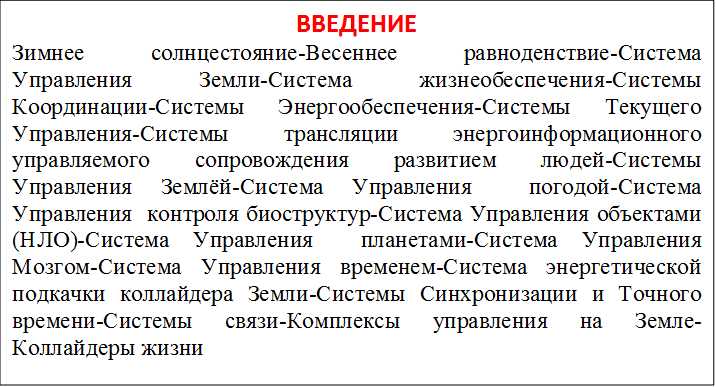 ВВЕДЕНИЕ
Зимнее солнцестояние-Весеннее равноденствие-Система
Управления Земли-Система жизнеобеспечения-Системы
Координации-Системы Энергообеспечения-Системы Текущего
Управления-Системы трансляции энергоинформационного
управляемого сопровождения развитием людей-Системы
Управления Землёй-Система Управления погодой-Система
Управления контроля биоструктур-Система Управления объектами
(НЛО)-Система Управления планетами-Система Управления
Мозгом-Система Управления временем-Система энергетической
подкачки коллайдера Земли-Системы Синхронизации и Точного
времени-Системы связи-Комплексы управления на Земле-
Коллайдеры жизни